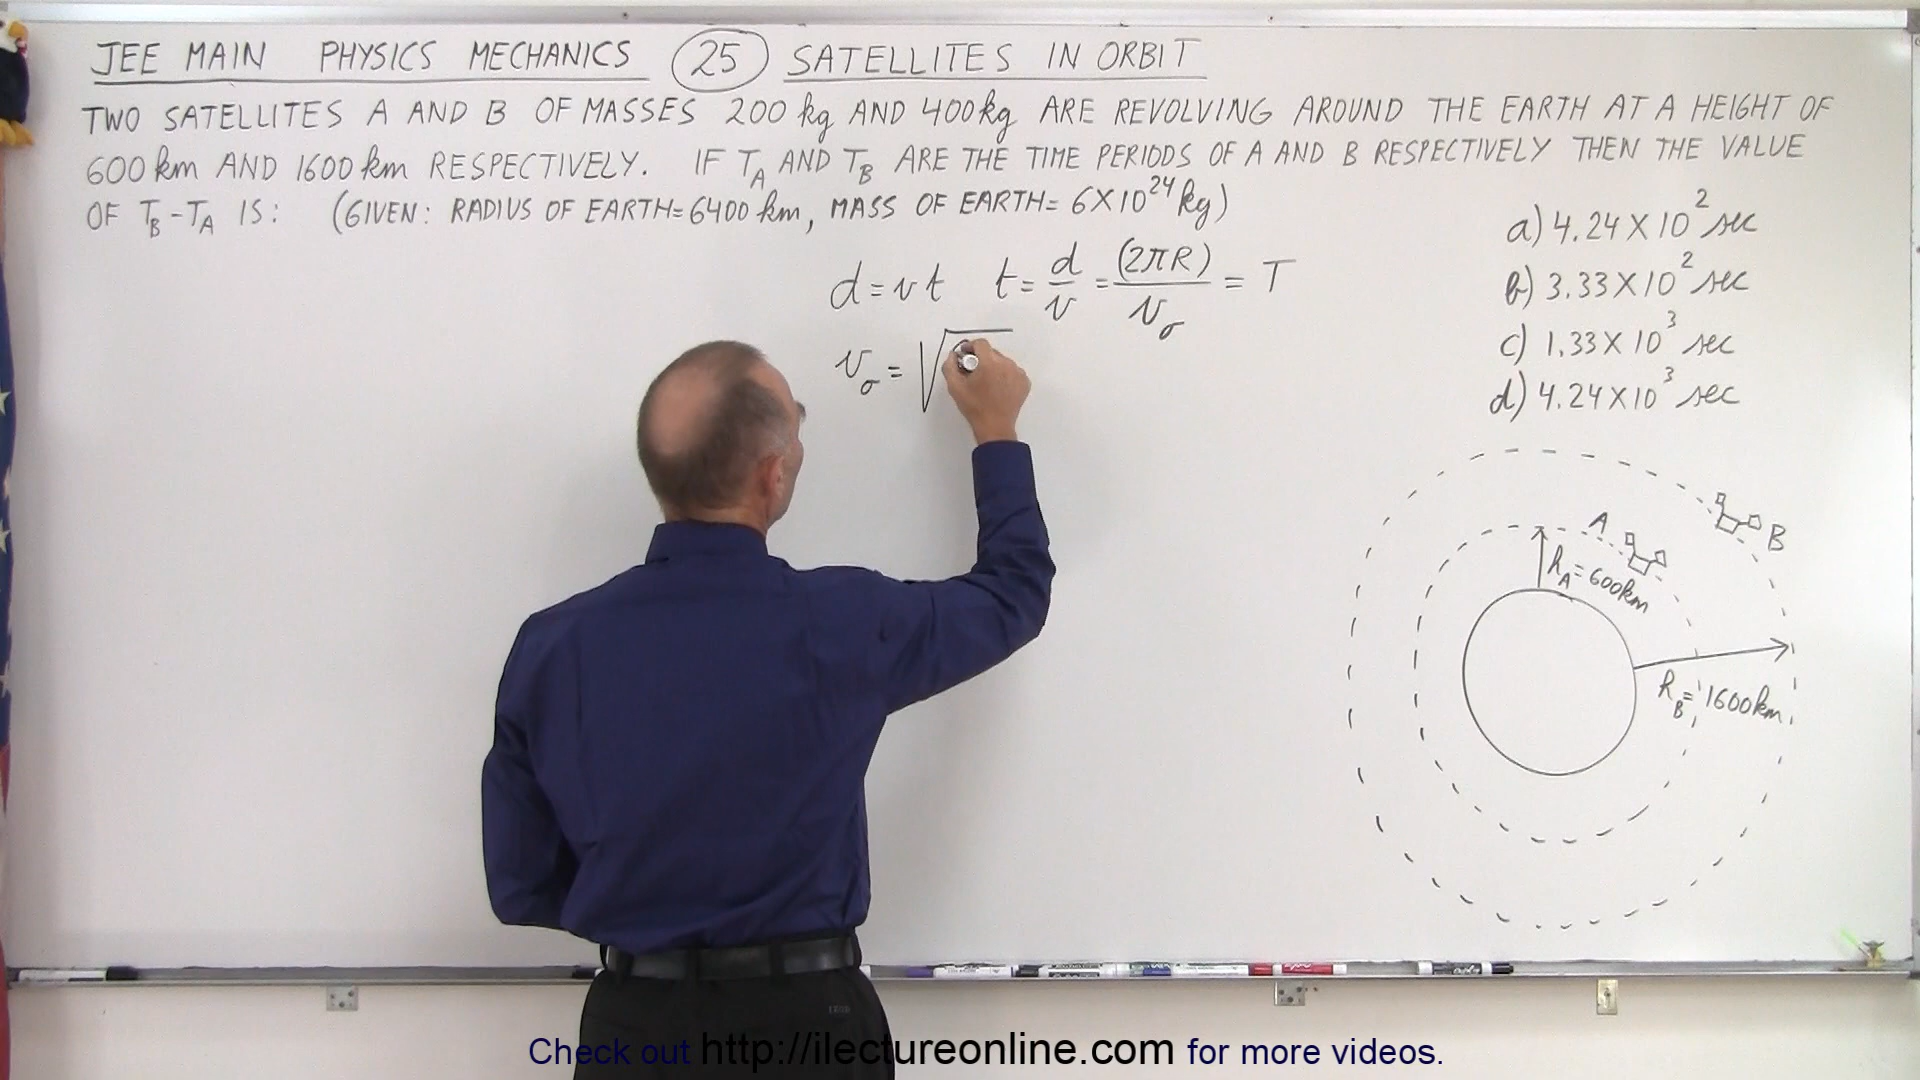 JEE MAIN PHYSICS MECHANICS 25 SATELLITES IN ORBIT
TWO SATELLITES A AND B OF MASSES 200 kg AND 400 kg ARE REVOLVING AROUND THE EARTH AT A HEIGHT OF
600 km AND 1600 km RESPECTIVELY. IF T_A AND T_B ARE THE TIME PERIODS OF A AND B RESPECTIVELY THEN THE VALUE
OF T_B - T_A IS: (GIVEN: RADIUS OF EARTH = 6400 km, MASS OF EARTH = 6 X 10^24 kg)
a) 4.24 X 10^2 sec
b) 3.33 X 10^2 sec
c) 1.33 X 10^3 sec
d) 4.24 X 10^3 sec
d = vt t = d/v = (2πR)/v_o = T
v_o = √
A
B
h_A = 600km
h_B = 1600km
Check out http://ilectureonline.com for more videos.